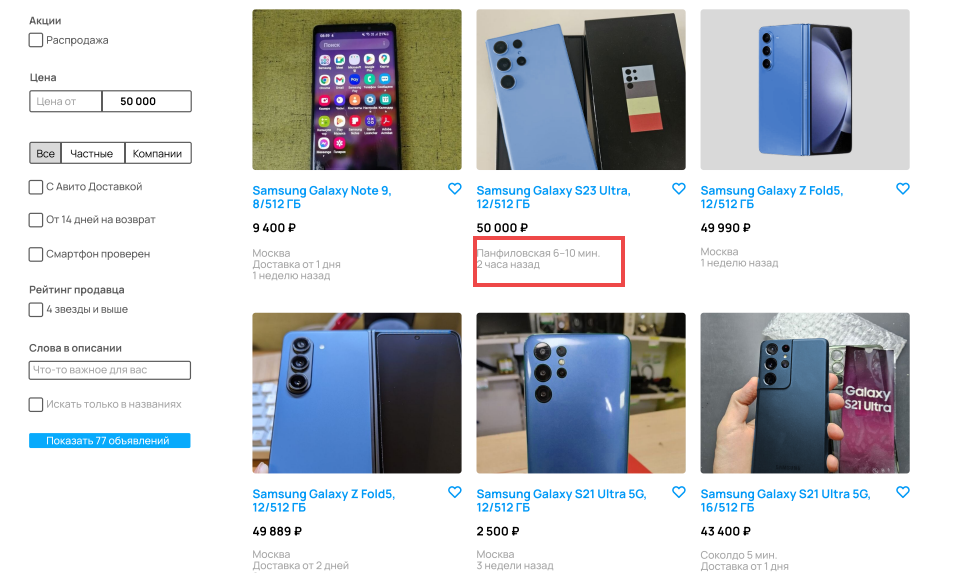 Акции
Распродажа
Цена
Цена от
50 000
Все
Частные
Компании
С Авито Доставкой
От 14 дней на возврат
Смартфон проверен
Рейтинг продавца
4 звезды и выше
Слова в описании
Что-то важное для вас
Искать только в названиях
Показать 77 объявлений
Поиск
Samsung Galaxy Note 9,
8/512 ГБ
9 400 ₽
Москва
Доставка от 1 дня
1 неделю назад
Samsung Galaxy S23 Ultra,
12/512 ГБ
50 000 ₽
Панфиловская 6–10 мин.
2 часа назад
Samsung Galaxy Z Fold5,
12/512 ГБ
49 990 ₽
Москва
1 неделю назад
Samsung Galaxy Z Fold5,
12/512 ГБ
49 889 ₽
Москва
Доставка от 2 дней
Samsung Galaxy S21 Ultra 5G,
12/512 ГБ
2 500 ₽
Москва
3 недели назад
Galaxy
S21 Ultra
Samsung Galaxy S21 Ultra 5G,
16/512 ГБ
43 400 ₽
Соколдо 5 мин.
Доставка от 1 дня